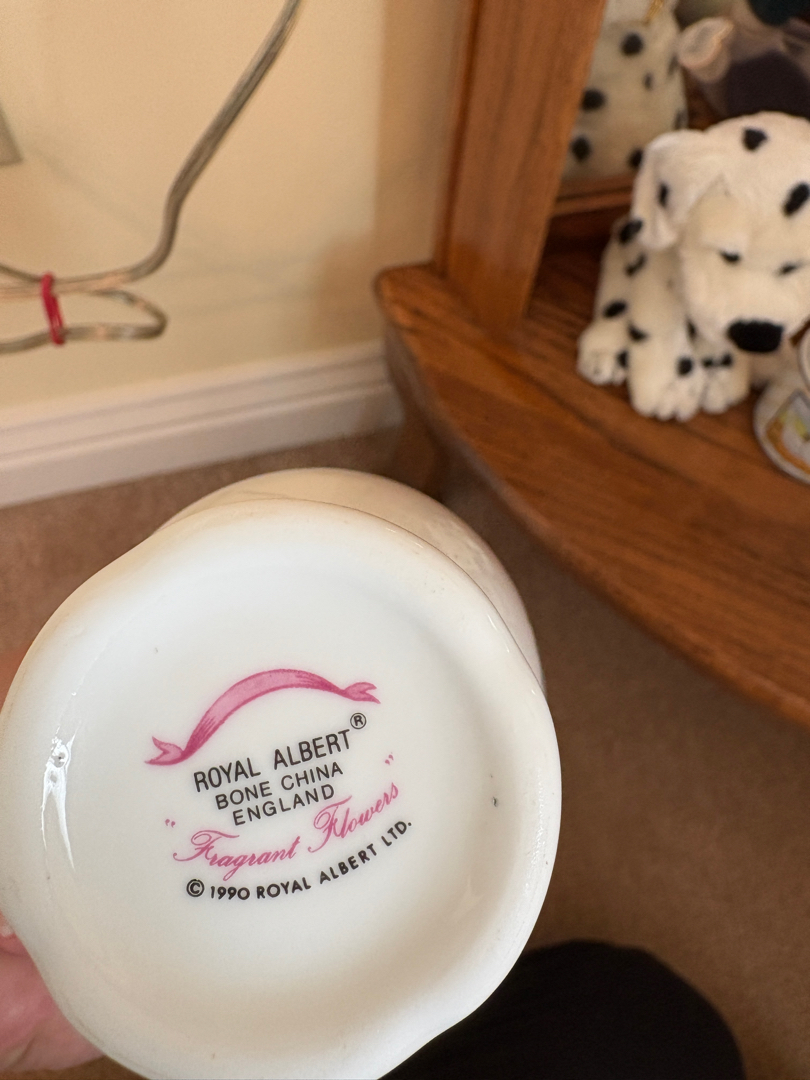 ROYAL ALBERT®
BONE CHINA
ENGLAND
"Fragrant Flowers"
© 1990 ROYAL ALBERT LTD.